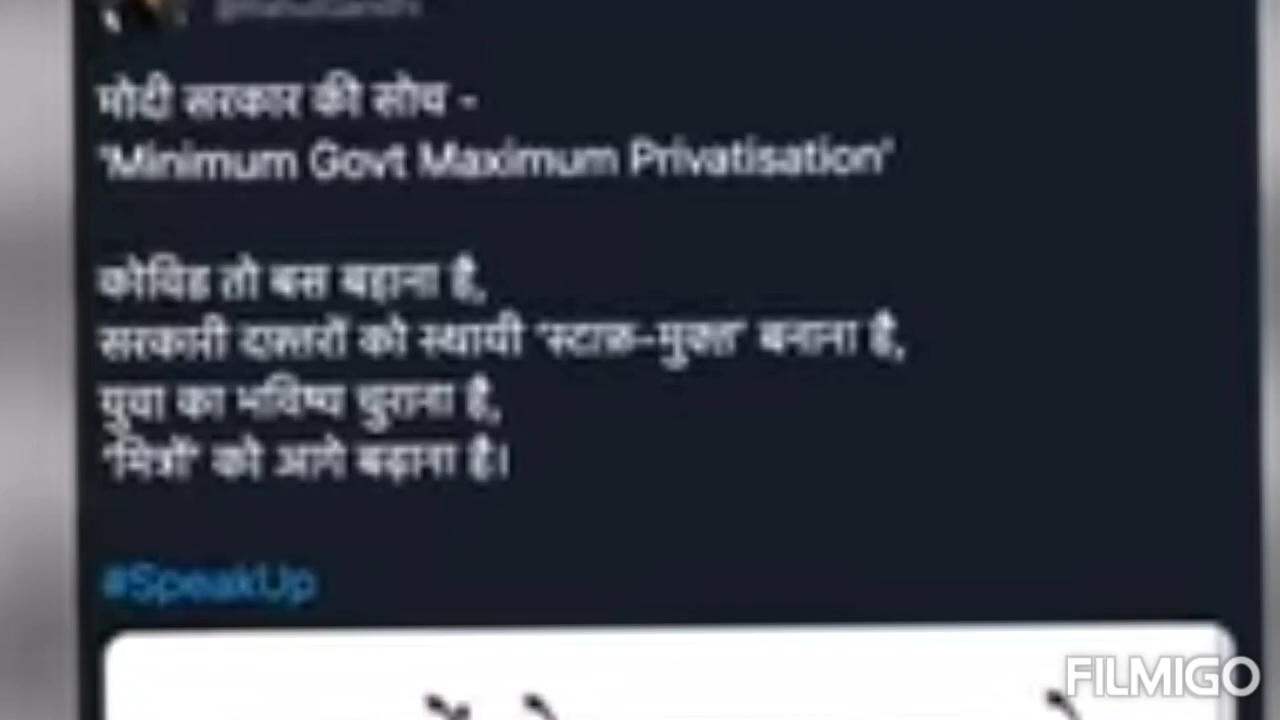 मोदी सरकार की सोच -
'Minimum Govt Maximum Privatisation'
कोविड तो बस बहाना है,
सरकारी दफ़्तरों को स्थायी 'स्टाफ़-मुक्त' बनाना है,
युवा का भविष्य चुराना है,
'मित्रों' को आगे बढ़ाना है।
#SpeakUp
FILMIGO